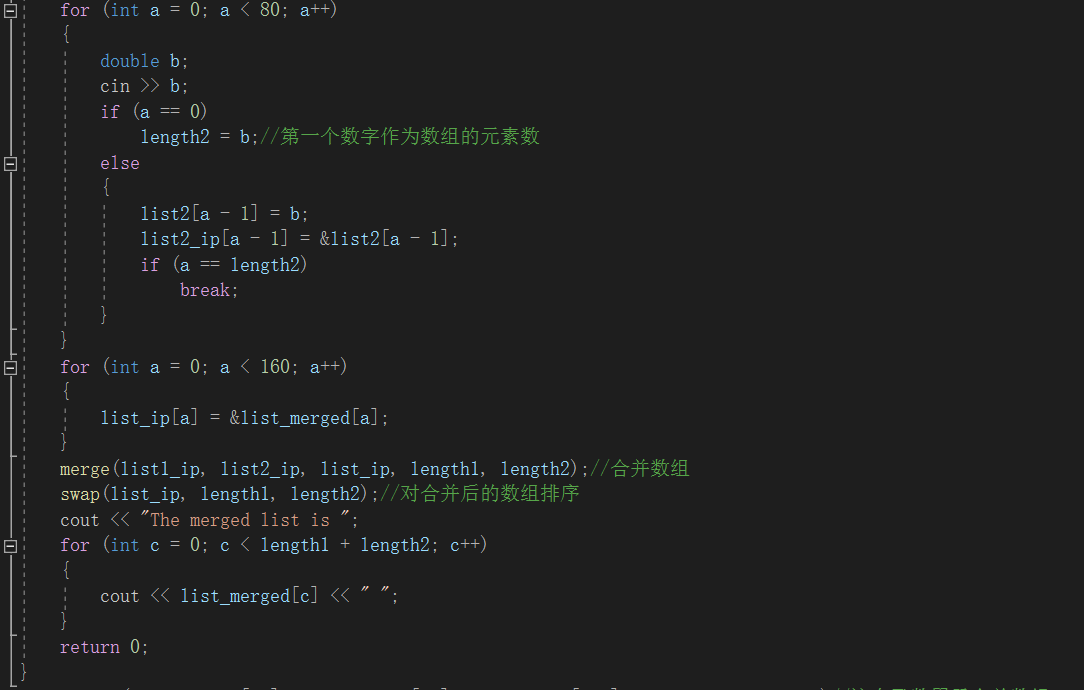 for (int a = 0; a < 80; a++)
{
double b;
cin >> b;
if (a == 0)
length2 = b;//第一个数字作为数组的元素数
else
{
list2[a - 1] = b;
list2_ip[a - 1] = &list2[a - 1];
if (a == length2)
break;
}
}
for (int a = 0; a < 160; a++)
{
list_ip[a] = &list_merged[a];
}
merge(list1_ip, list2_ip, list_ip, length1, length2);//合并数组
swap(list_ip, length1, length2);//对合并后的数组排序
cout << "The merged list is ";
for (int c = 0; c < length1 + length2; c++)
{
cout << list_merged[c] << " ";
}
return 0;
}